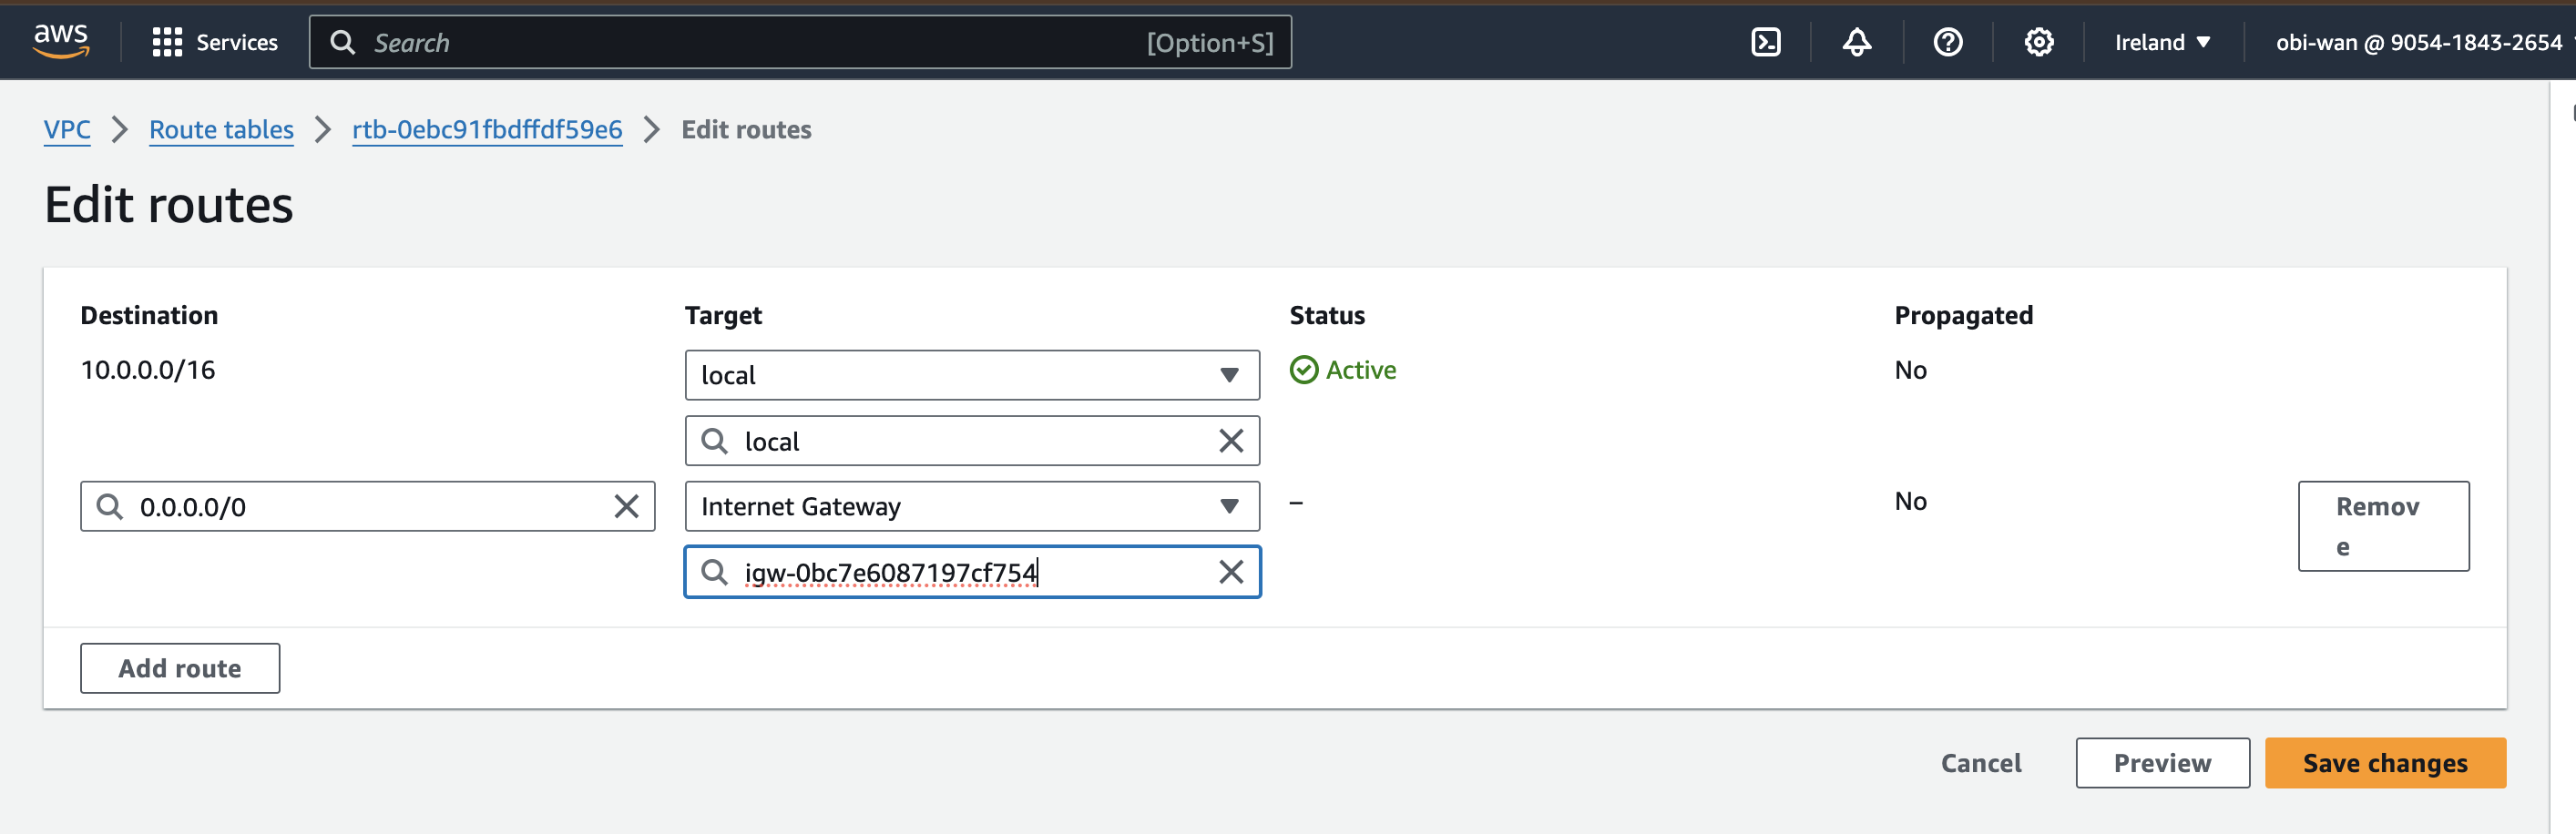 aws Services Search [Option+S] Ireland obi-wan @ 9054-1843-2654
VPC Route tables rtb-0ebc91fbdffdf59e6 Edit routes
Edit routes
Destination Target Status Propagated
10.0.0.0/16 local Active No
local
0.0.0.0/0 Internet Gateway – No Remov
e
igw-0bc7e6087197cf754
Add route
Cancel Preview Save changes